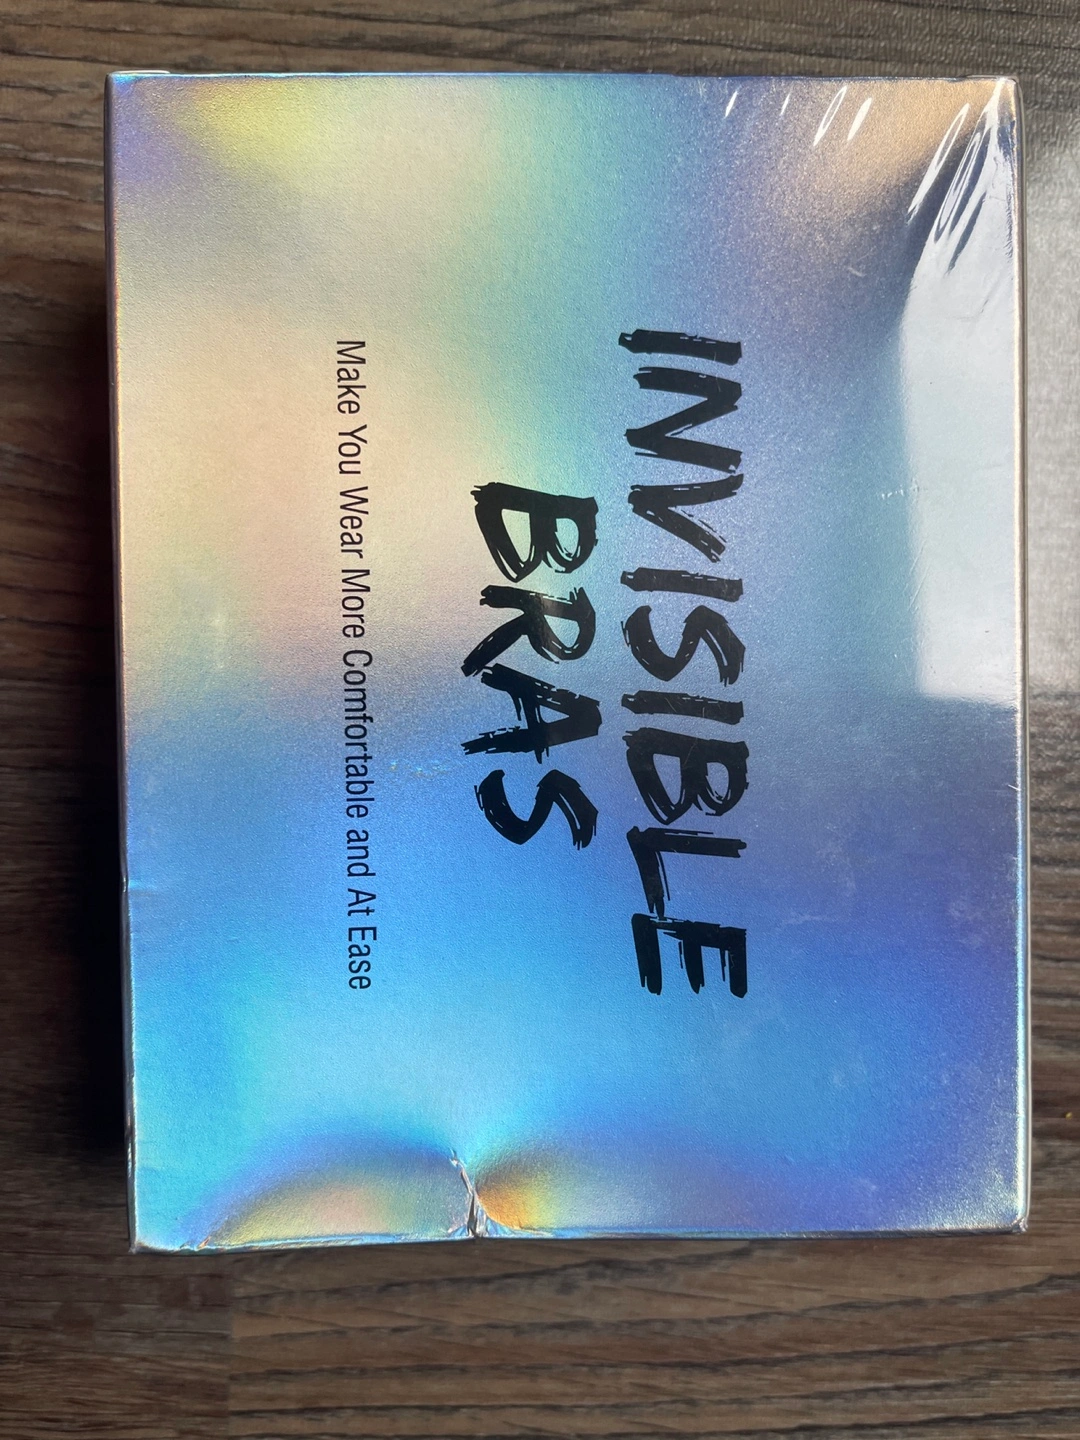 INVISIBLE
BRAS
Make You Wear More Comfortable and At Ease